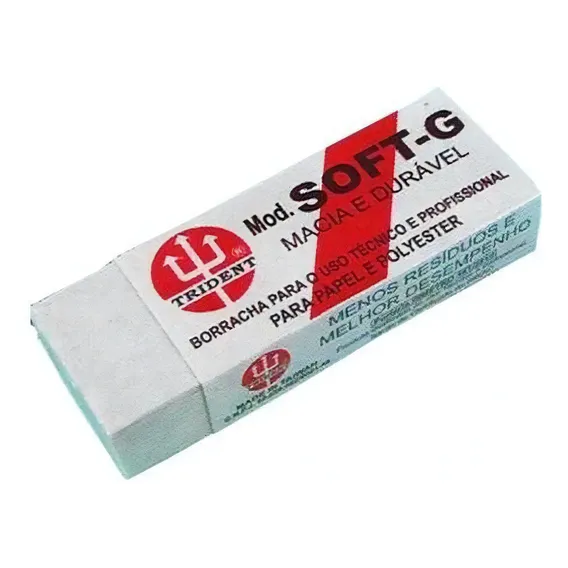 TRIDENT ®
Mod. SOFT-G
MACIA E DURÁVEL
BORRACHA PARA O USO TÉCNICO E PROFISSIONAL
PARA PAPEL E POLYESTER
MENOS RESÍDUOS E
MELHOR DESEMPENHO
TRIDENT
MADE IN TAIWAN